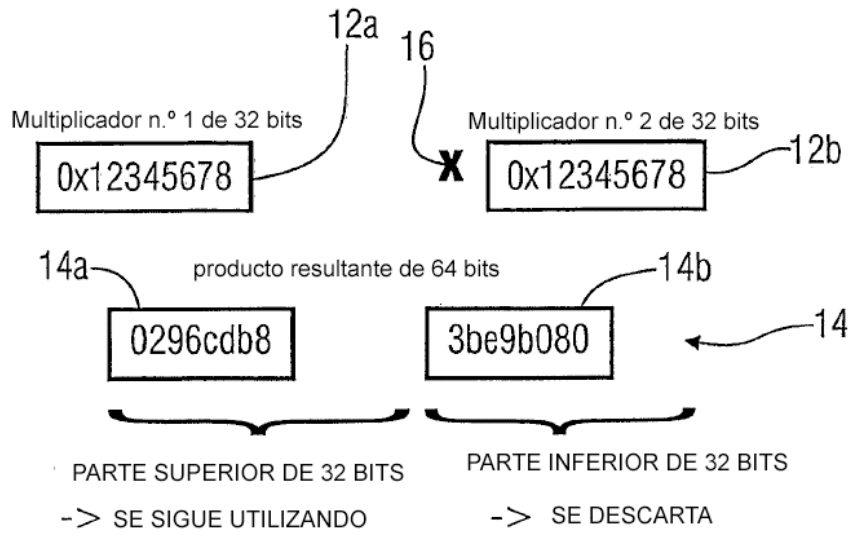 12a
16
Multiplicador n.º 1 de 32 bits
Multiplicador n.º 2 de 32 bits
0x12345678
X
0x12345678
12b
14a
producto resultante de 64 bits
14b
0296cdb8
3be9b080
14
PARTE SUPERIOR DE 32 BITS
PARTE INFERIOR DE 32 BITS
-> SE SIGUE UTILIZANDO
-> SE DESCARTA